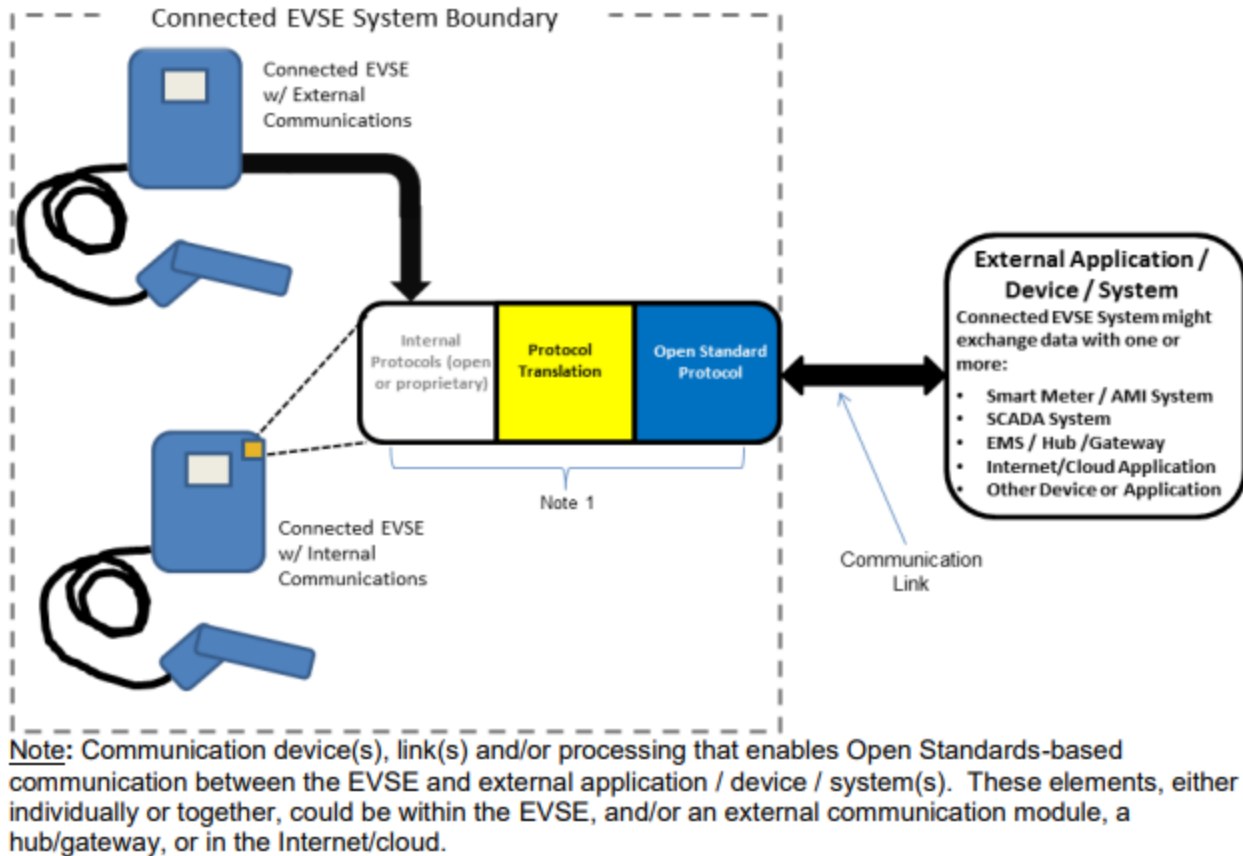 Connected EVSE System Boundary
Connected EVSE
w/ External
Communications
Internal
Protocols (open
or proprietary)
Protocol
Translation
Open Standard
Protocol
External Application /
Device / System
Connected EVSE System might
exchange data with one or
more:
• Smart Meter / AMI System
• SCADA System
• EMS / Hub /Gateway
• Internet/Cloud Application
• Other Device or Application
Note 1
Connected EVSE
w/ Internal
Communications
Communication
Link
Note: Communication device(s), link(s) and/or processing that enables Open Standards-based
communication between the EVSE and external application / device / system(s). These elements, either
individually or together, could be within the EVSE, and/or an external communication module, a
hub/gateway, or in the Internet/cloud.